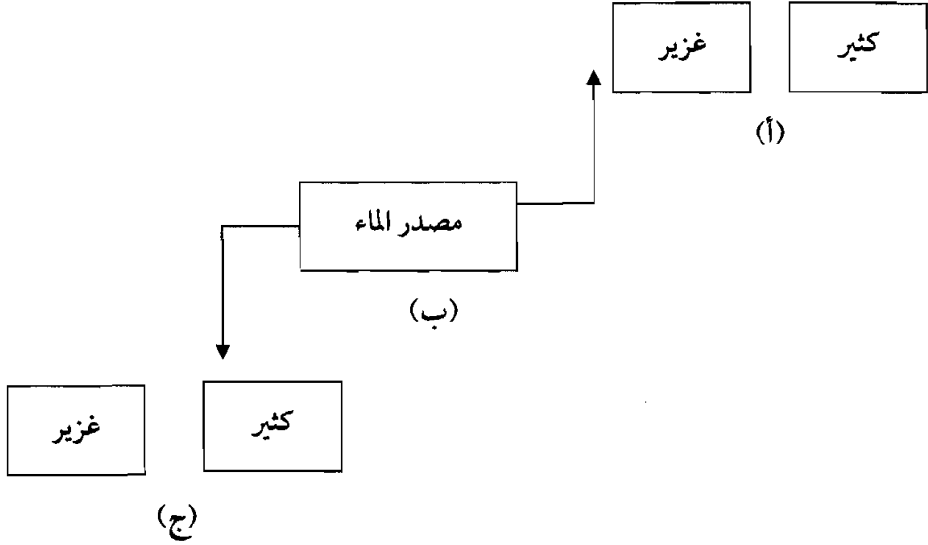 كثير
غزير
(أ)
مصدر الماء
(ب)
كثير
غزير
(ج)